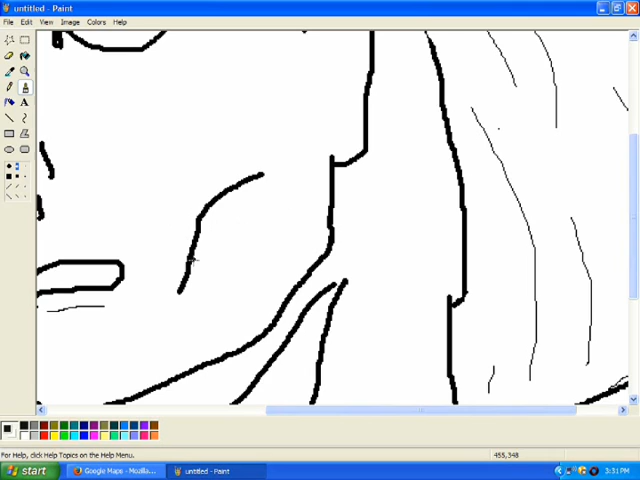 untitled - Paint
File Edit View Image Colors Help
A
For Help, click Help Topics on the Help Menu.
455,348
start
Google Maps - Mozilla...
untitled - Paint
3:31 PM